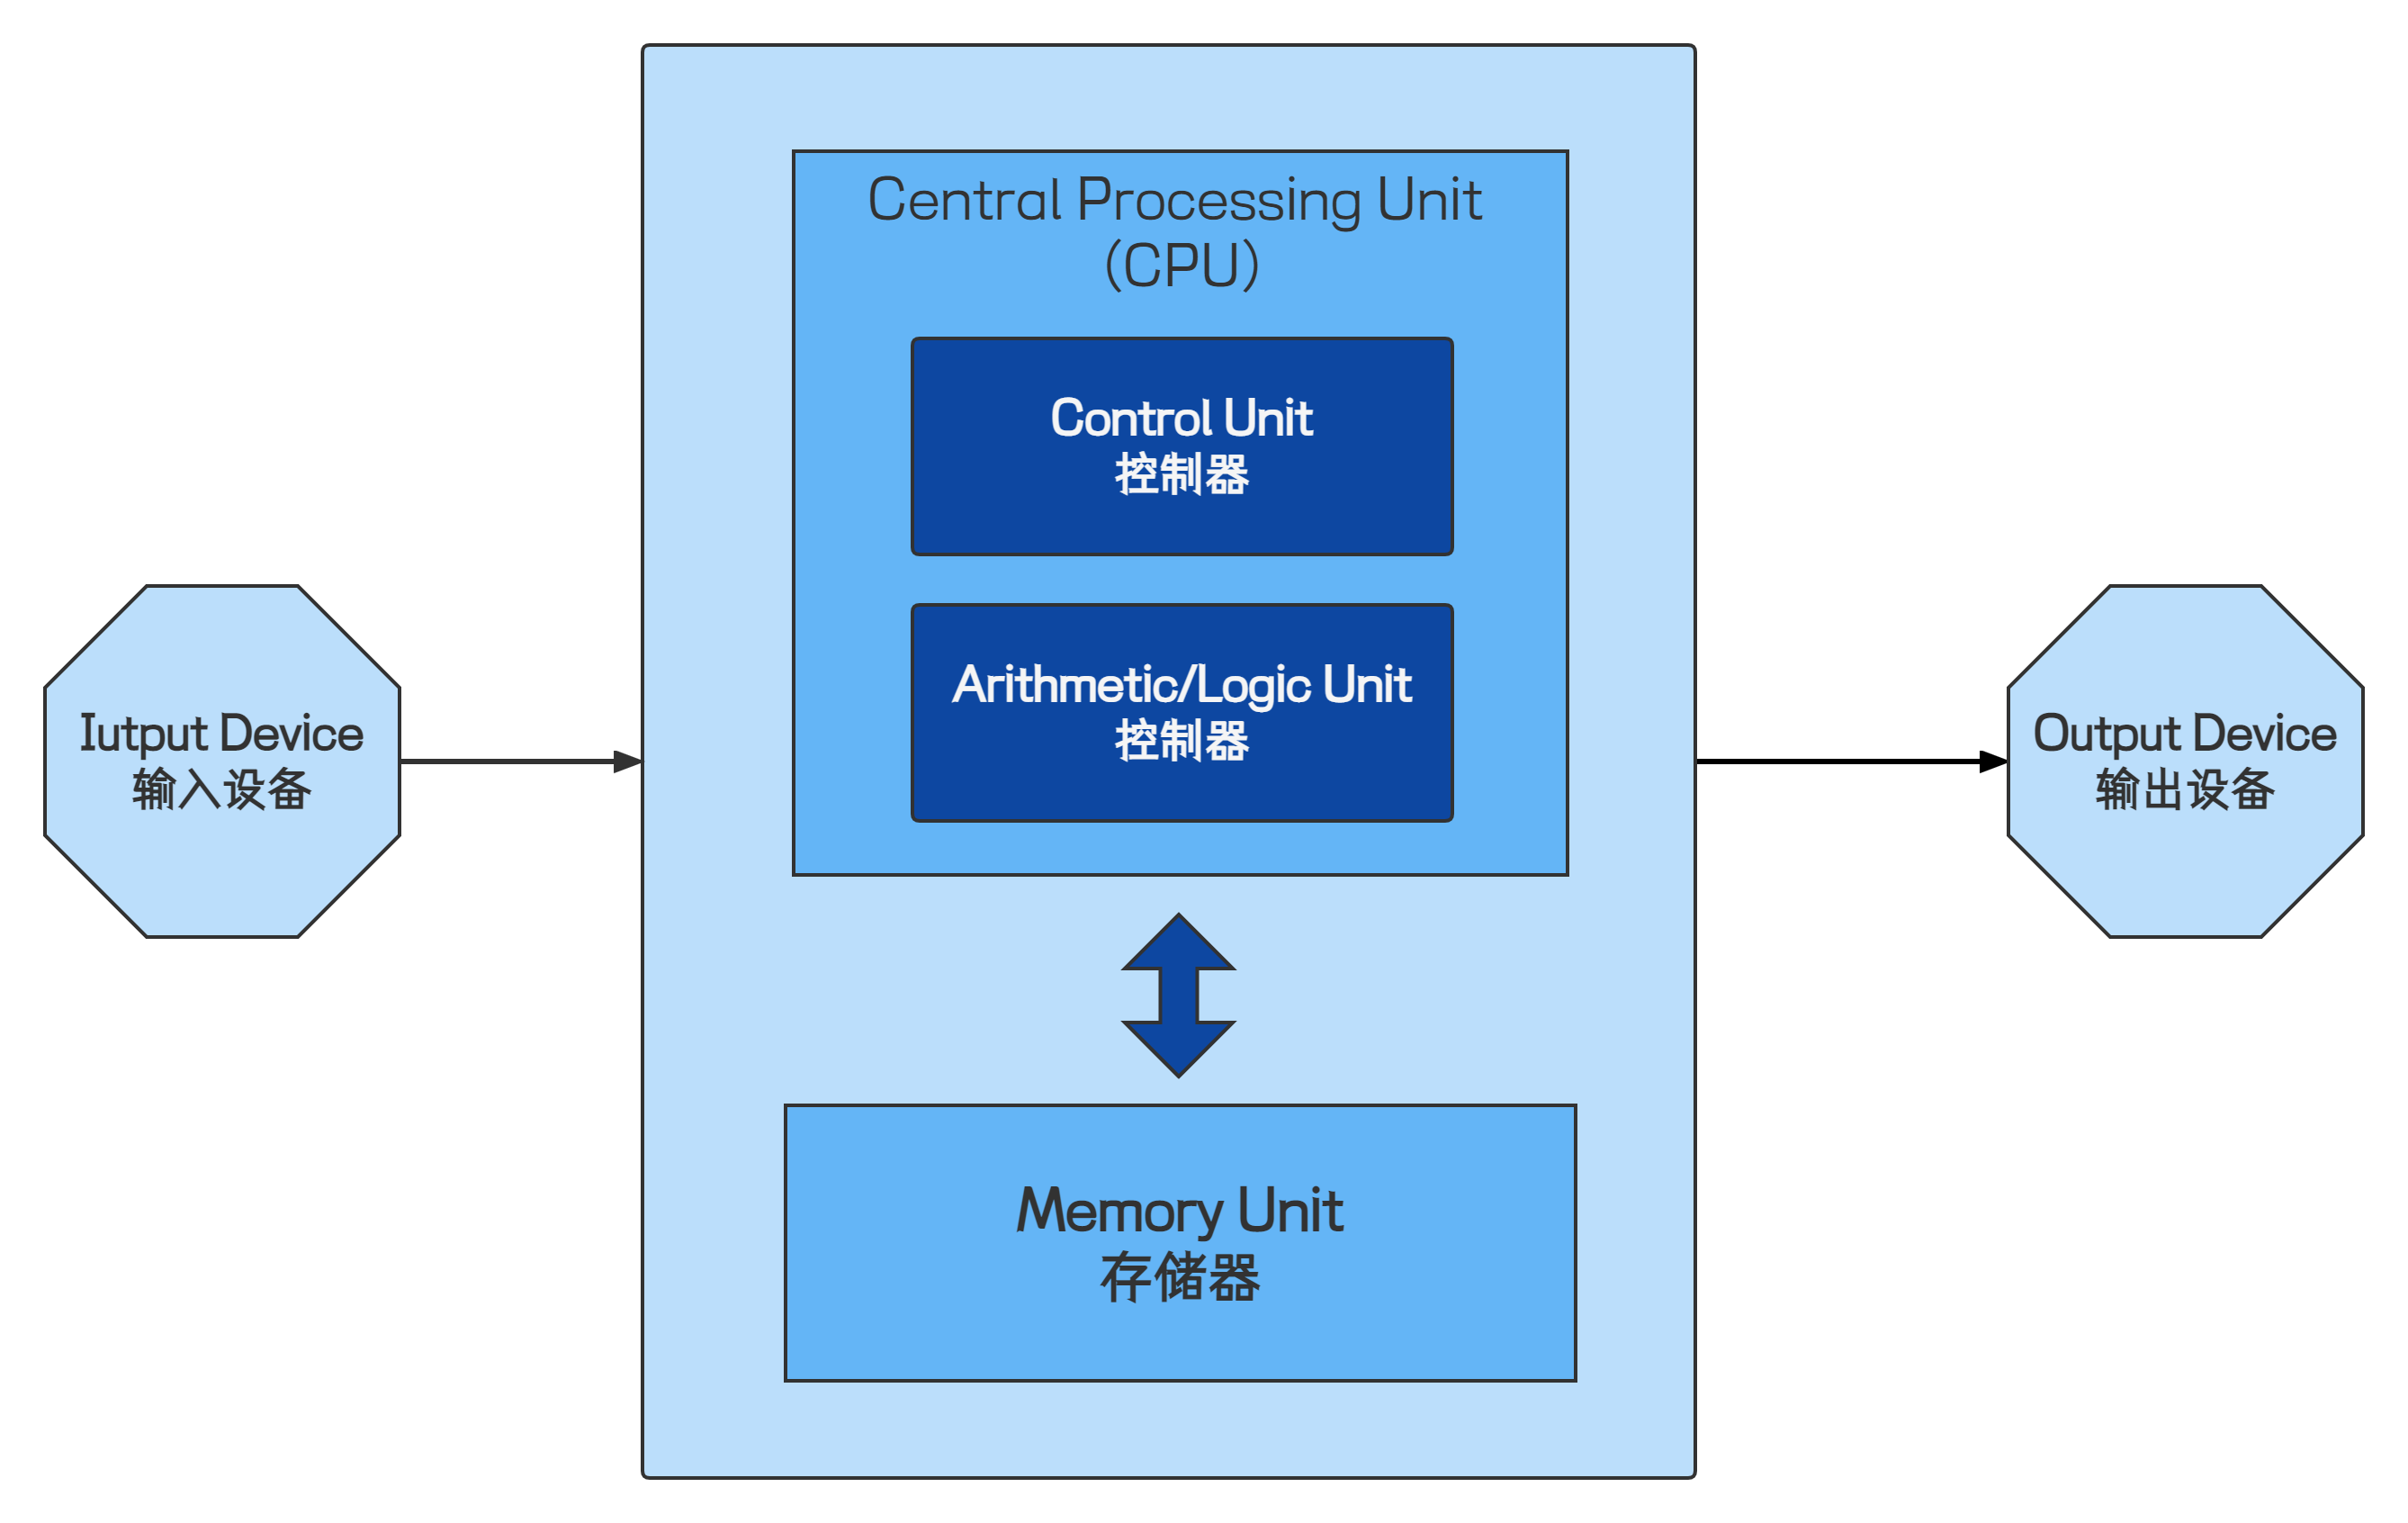 Central Processing Unit
(CPU)
Control Unit
控制器
Arithmetic/Logic Unit
控制器
Iutput Device
输入设备
Output Device
输出设备
Memory Unit
存储器